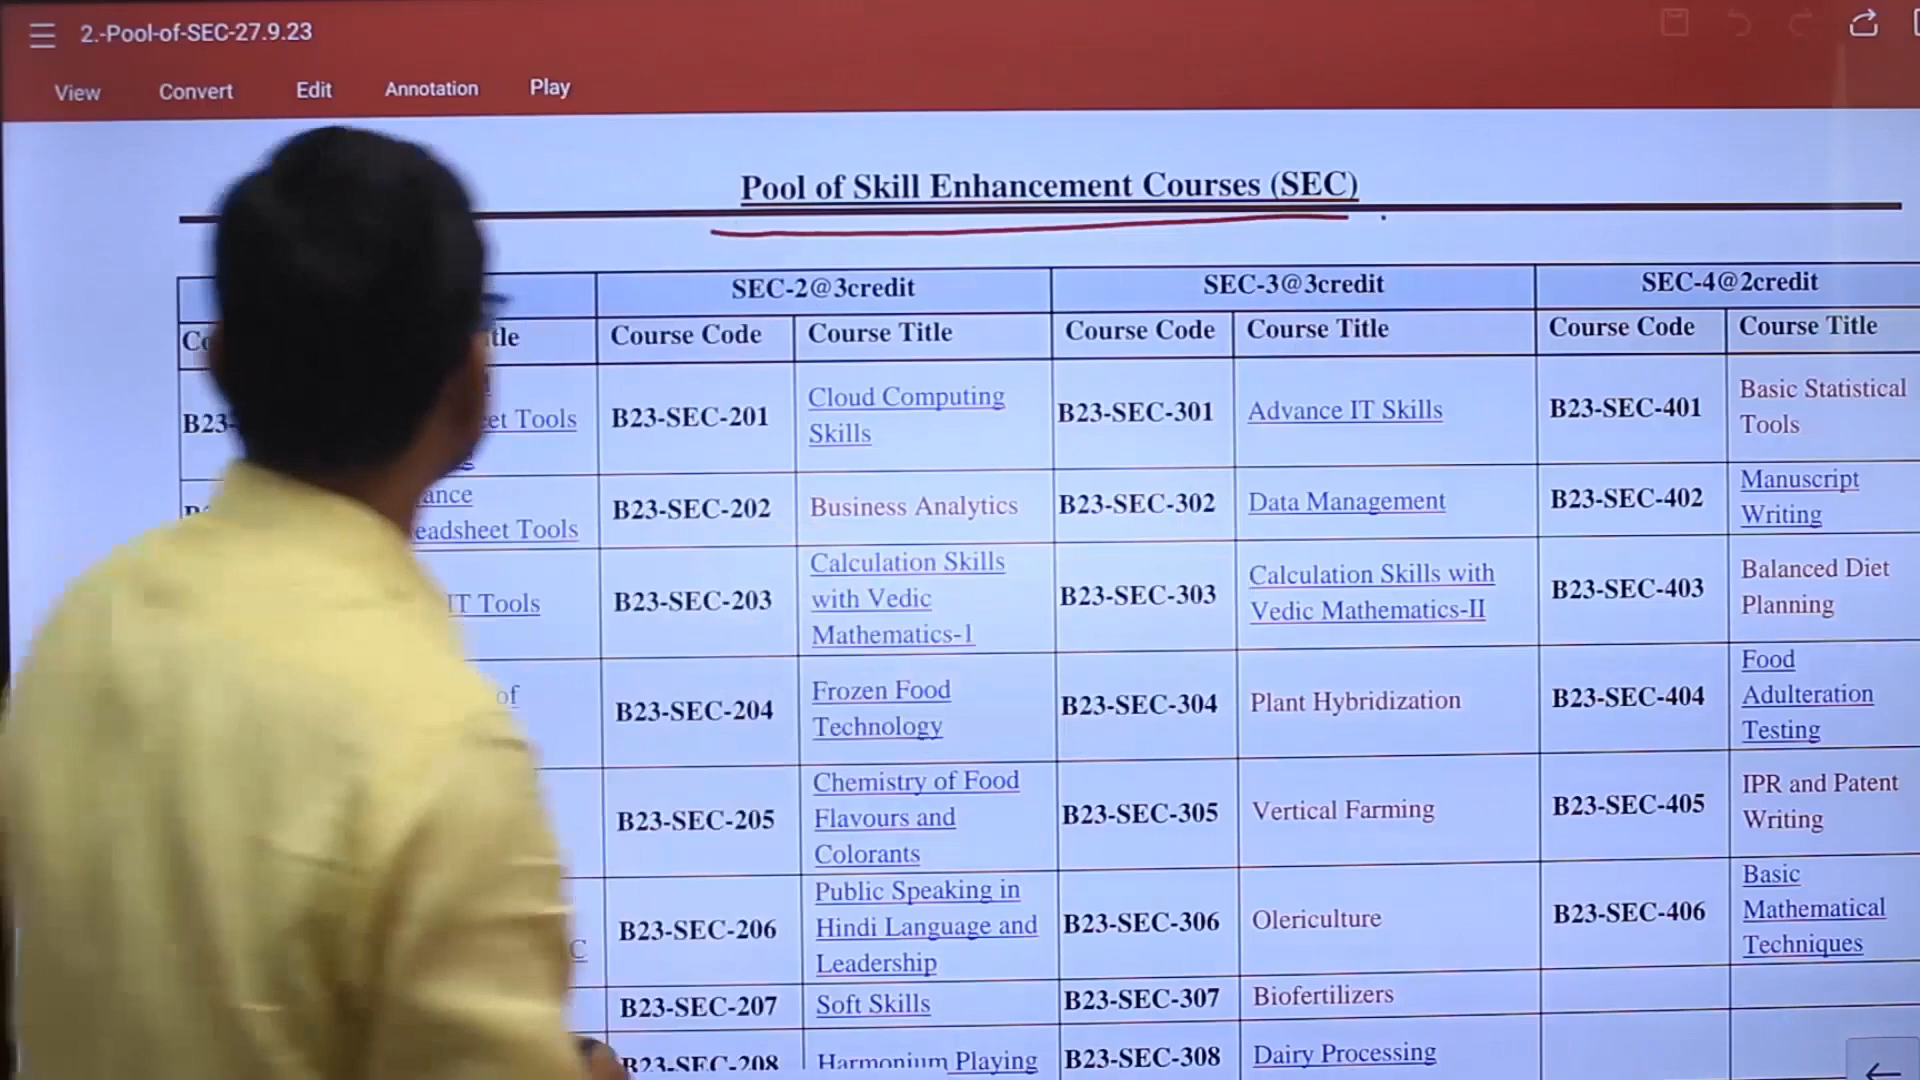 2.-Pool-of-SEC-27.9.23
View Convert Edit Annotation Play
Pool of Skill Enhancement Courses (SEC)
SEC-2@3credit SEC-3@3credit SEC-4@2credit
Course Code Course Title Course Code Course Title Course Code Course Title
B23-SEC-201 Cloud Computing
Skills
B23-SEC-301 Advance IT Skills B23-SEC-401 Basic Statistical
Tools
Tools
B23-SEC-202 Business Analytics B23-SEC-302 Data Management B23-SEC-402 Manuscript
Writing
Tools
B23-SEC-203 Calculation Skills
with Vedic
Mathematics-1
B23-SEC-303 Calculation Skills with
Vedic Mathematics-II
B23-SEC-403 Balanced Diet
Planning
IT Tools
B23-SEC-204 Frozen Food
Technology
B23-SEC-304 Plant Hybridization B23-SEC-404 Food
Adulteration
Testing
of
B23-SEC-205 Chemistry of Food
Flavours and
Colorants
B23-SEC-305 Vertical Farming B23-SEC-405 IPR and Patent
Writing
B23-SEC-206 Public Speaking in
Hindi Language and
Leadership
B23-SEC-306 Olericulture B23-SEC-406 Basic
Mathematical
Techniques
B23-SEC-207 Soft Skills B23-SEC-307 Biofertilizers
B23-SEC-208 Harmonium Playing B23-SEC-308 Dairy Processing